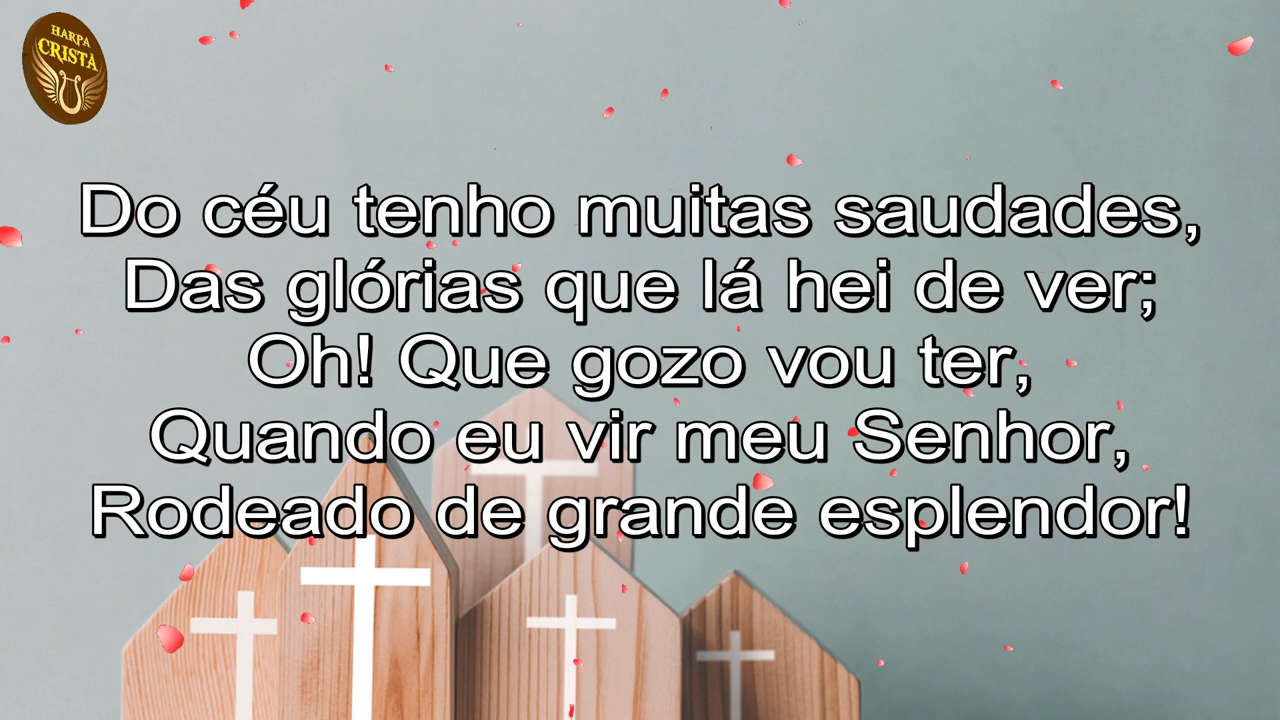 HARPA
CRISTÃ
Do céu tenho muitas saudades,
Das glórias que lá hei de ver;
Oh! Que gozo vou ter,
Quando eu vir meu Senhor,
Rodeado de grande esplendor!